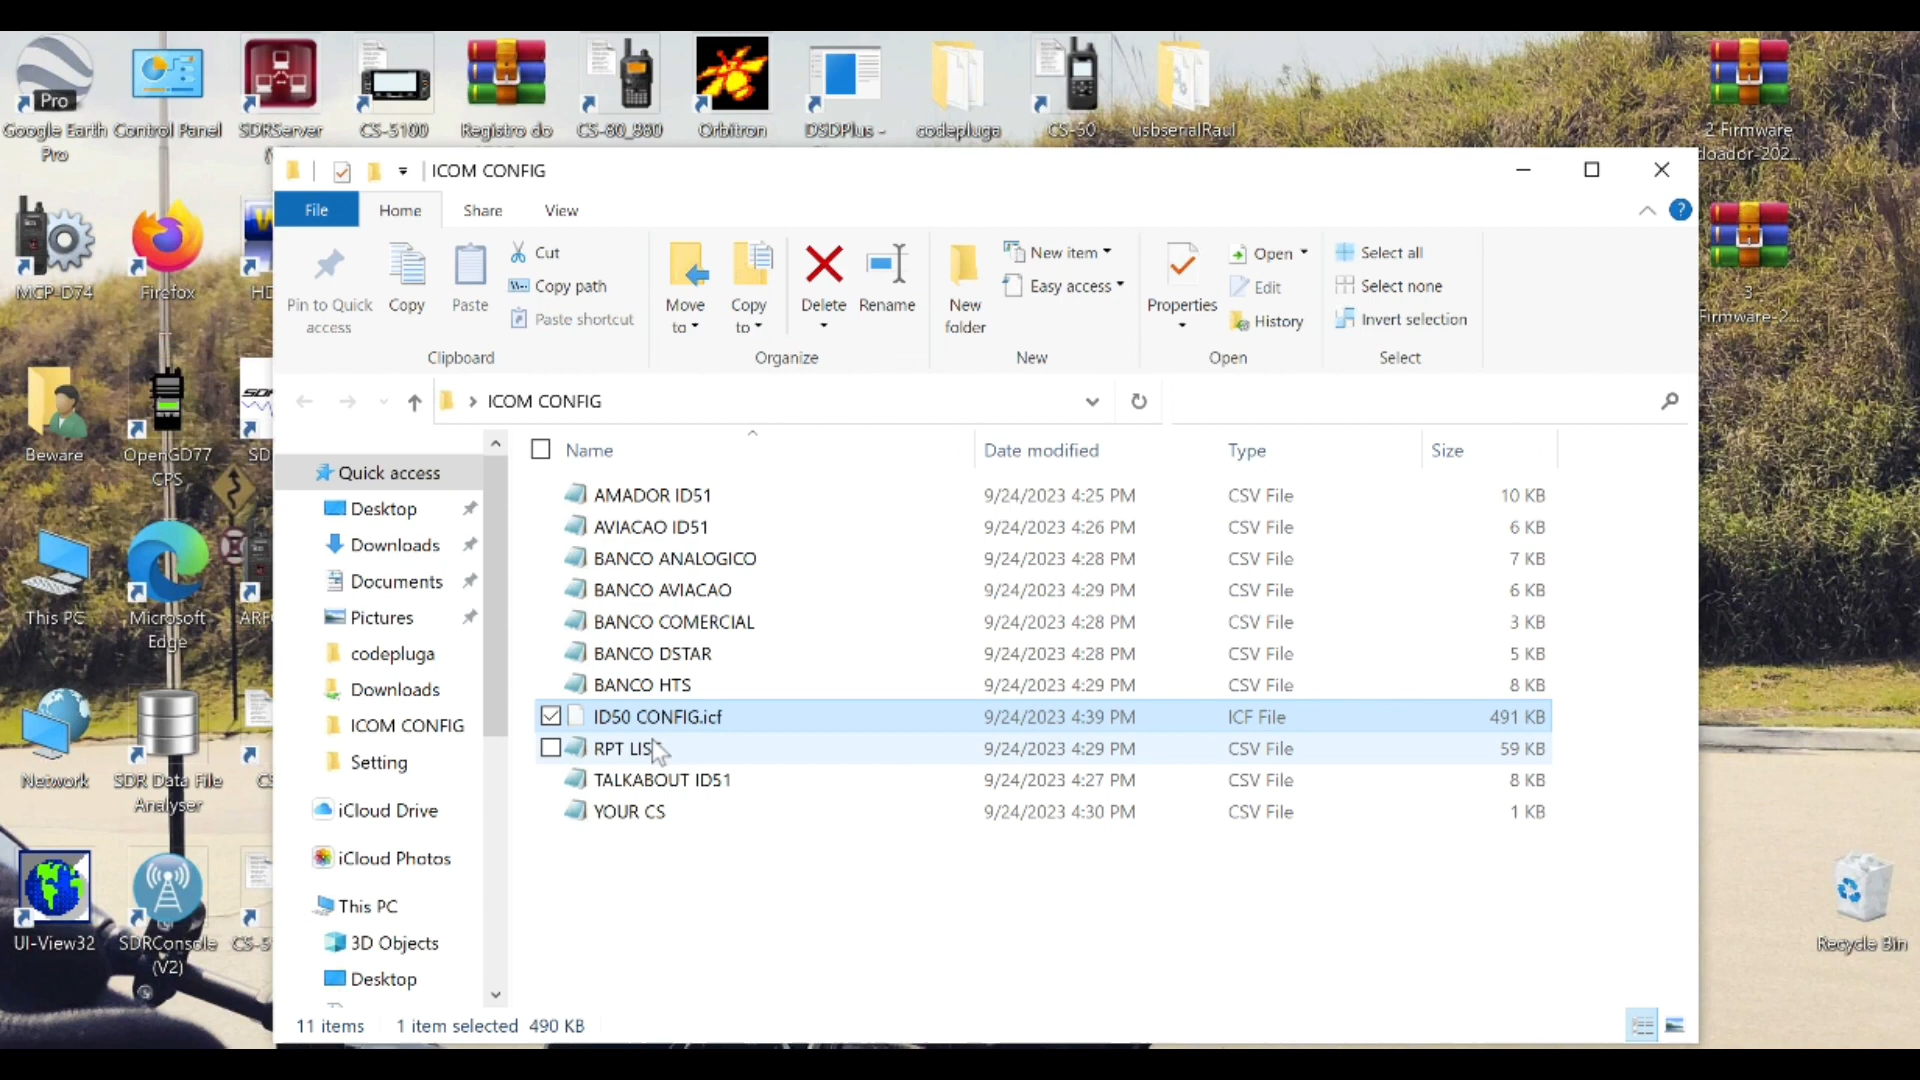 Pro
Google Earth Pro
Control Panel
SDRServer
CS-5100
Registro do
CS-80_880
Orbitron
DSDPlus -
codepluga
CS-50
usbserialRaul
2 Firmware
loador-202...
ICOM CONFIG
File
Home
Share
View
Pin to Quick access
Copy
Paste
Cut
Copy path
Paste shortcut
Clipboard
Move to
Copy to
Delete
Rename
Organize
New folder
New item
Easy access
New
Properties
Open
Edit
History
Open
Select all
Select none
Invert selection
Select
MCP-D74
Firefox
HD
3
Firmware-2...
ICOM CONFIG
Name
Date modified
Type
Size
AMADOR ID51 9/24/2023 4:25 PM CSV File 10 KB
AVIACAO ID51 9/24/2023 4:26 PM CSV File 6 KB
BANCO ANALOGICO 9/24/2023 4:28 PM CSV File 7 KB
BANCO AVIACAO 9/24/2023 4:29 PM CSV File 6 KB
BANCO COMERCIAL 9/24/2023 4:28 PM CSV File 3 KB
BANCO DSTAR 9/24/2023 4:28 PM CSV File 5 KB
BANCO HTS 9/24/2023 4:29 PM CSV File 8 KB
ID50 CONFIG.icf 9/24/2023 4:39 PM ICF File 491 KB
RPT LIS 9/24/2023 4:29 PM CSV File 59 KB
TALKABOUT ID51 9/24/2023 4:27 PM CSV File 8 KB
YOUR CS 9/24/2023 4:30 PM CSV File 1 KB
Quick access
Desktop
Downloads
Documents
Pictures
codepluga
Downloads
ICOM CONFIG
Setting
iCloud Drive
iCloud Photos
This PC
3D Objects
Desktop
Beware
OpenGD77 CPS
SD
This PC
Microsoft Edge
ARF
Network
SDR Data File Analyser
UI-View32
SDRConsole (V2)
CS-5
Recycle Bin
11 items
1 item selected 490 KB